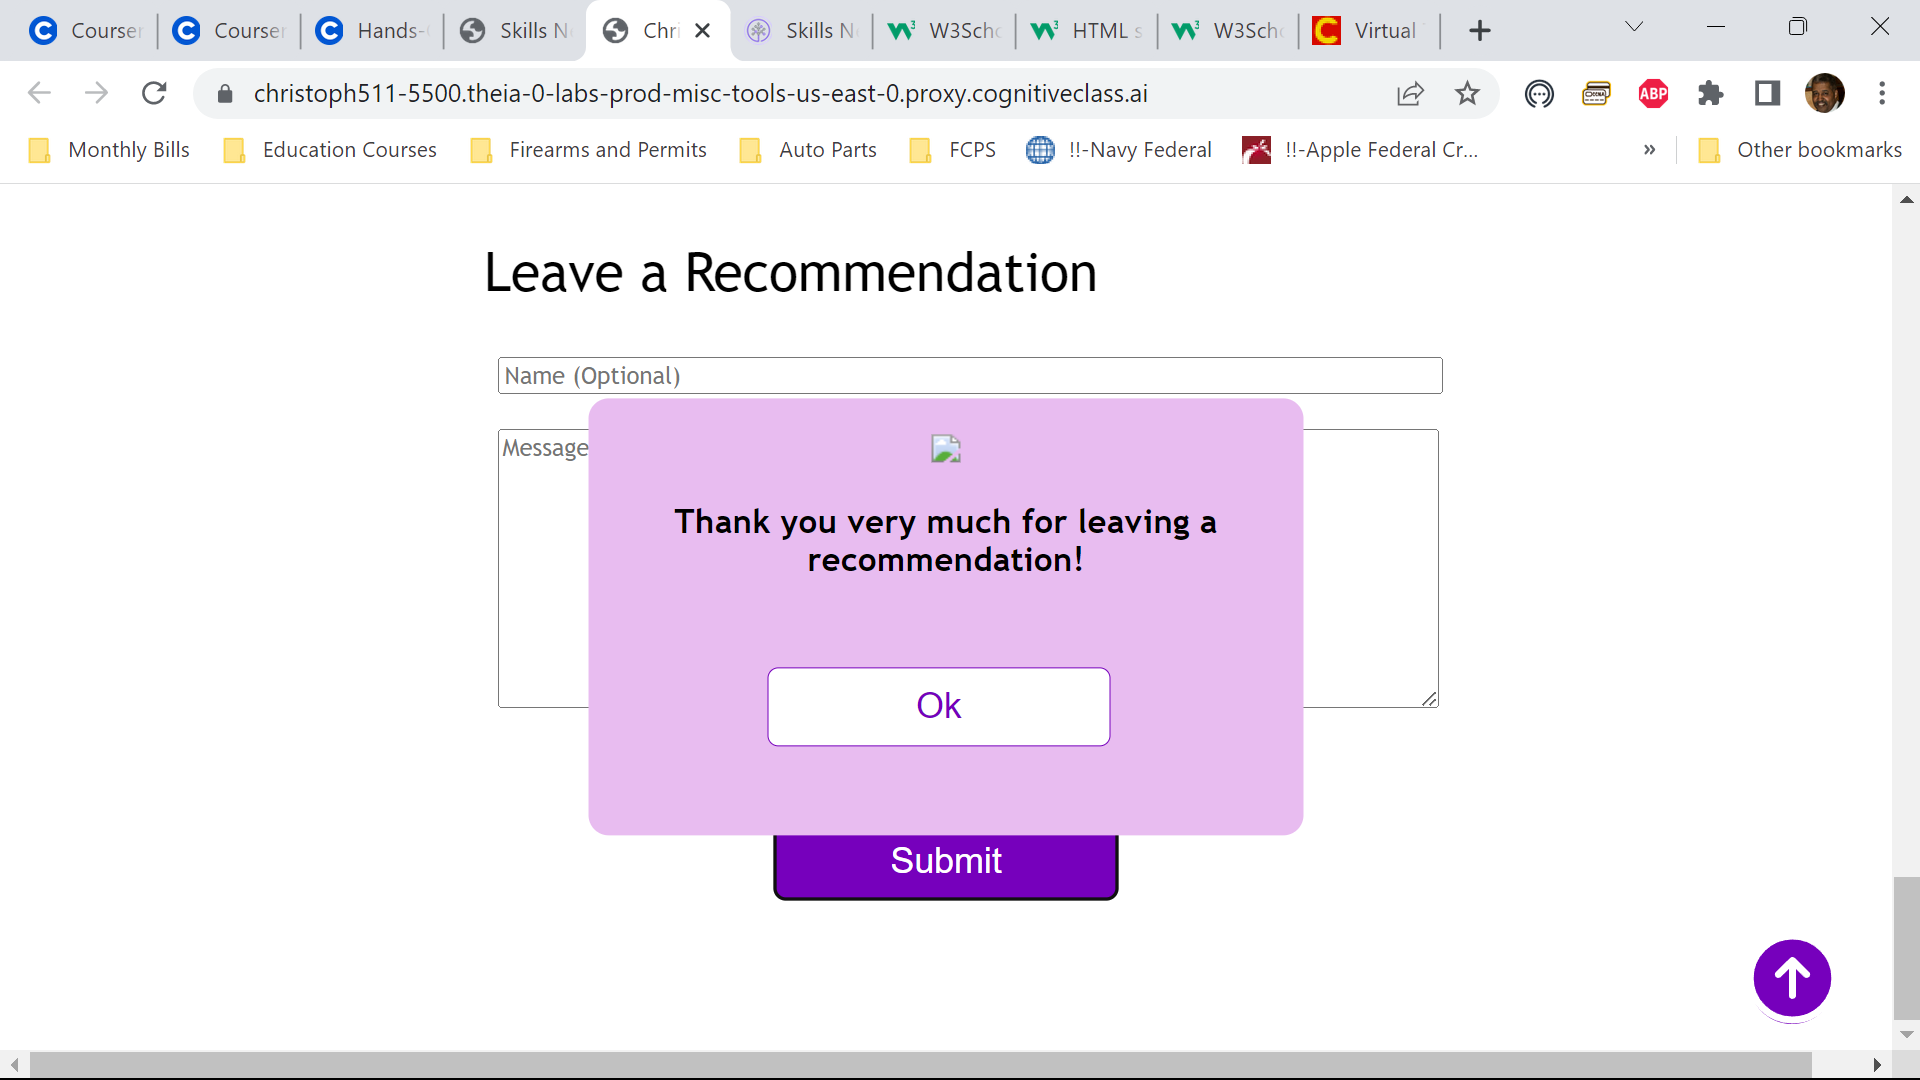 Courser
Courser
Hands-
Skills N
Chri
Skills N
W3Scho
HTML s
W3Scho
Virtual
christoph511-5500.theia-0-labs-prod-misc-tools-us-east-0.proxy.cognitiveclass.ai
ABP
Monthly Bills
Education Courses
Firearms and Permits
Auto Parts
FCPS
!!-Navy Federal
!!-Apple Federal Cr...
»
Other bookmarks
Leave a Recommendation
Name (Optional)
Message
Thank you very much for leaving a
recommendation!
Ok
Submit